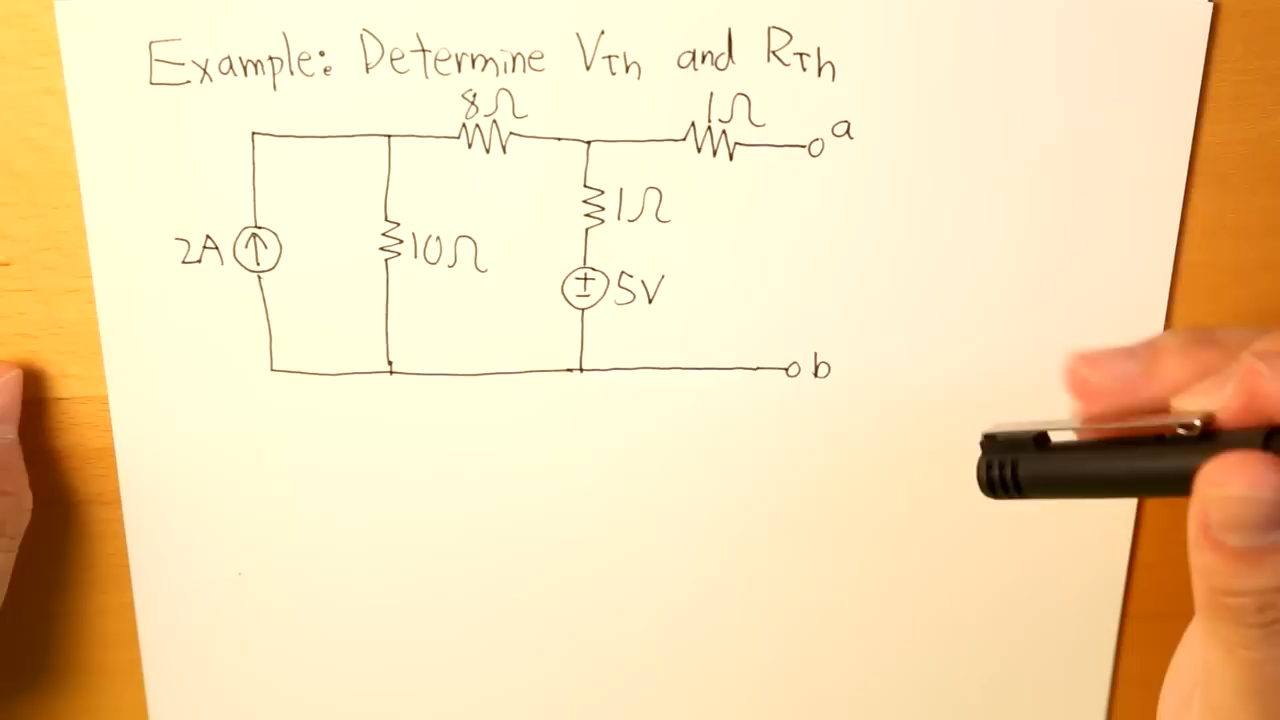 Example: Determine VTh and RTh
8Ω 1Ω a
1Ω
2A 10Ω
5V
b